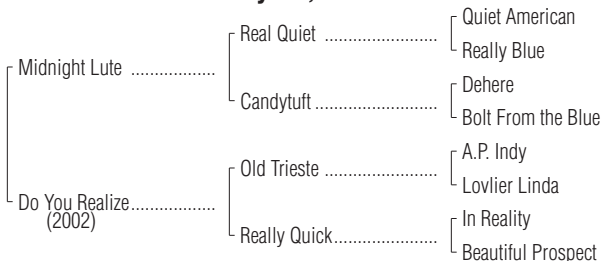 Quiet American
Real Quiet ........................
Really Blue
Midnight Lute ..................
Dehere
Candytuft .........................
Bolt From the Blue
A.P. Indy
Old Trieste ........................
Lovlier Linda
Do You Realize.................
(2002)
In Reality
Really Quick......................
Beautiful Prospect